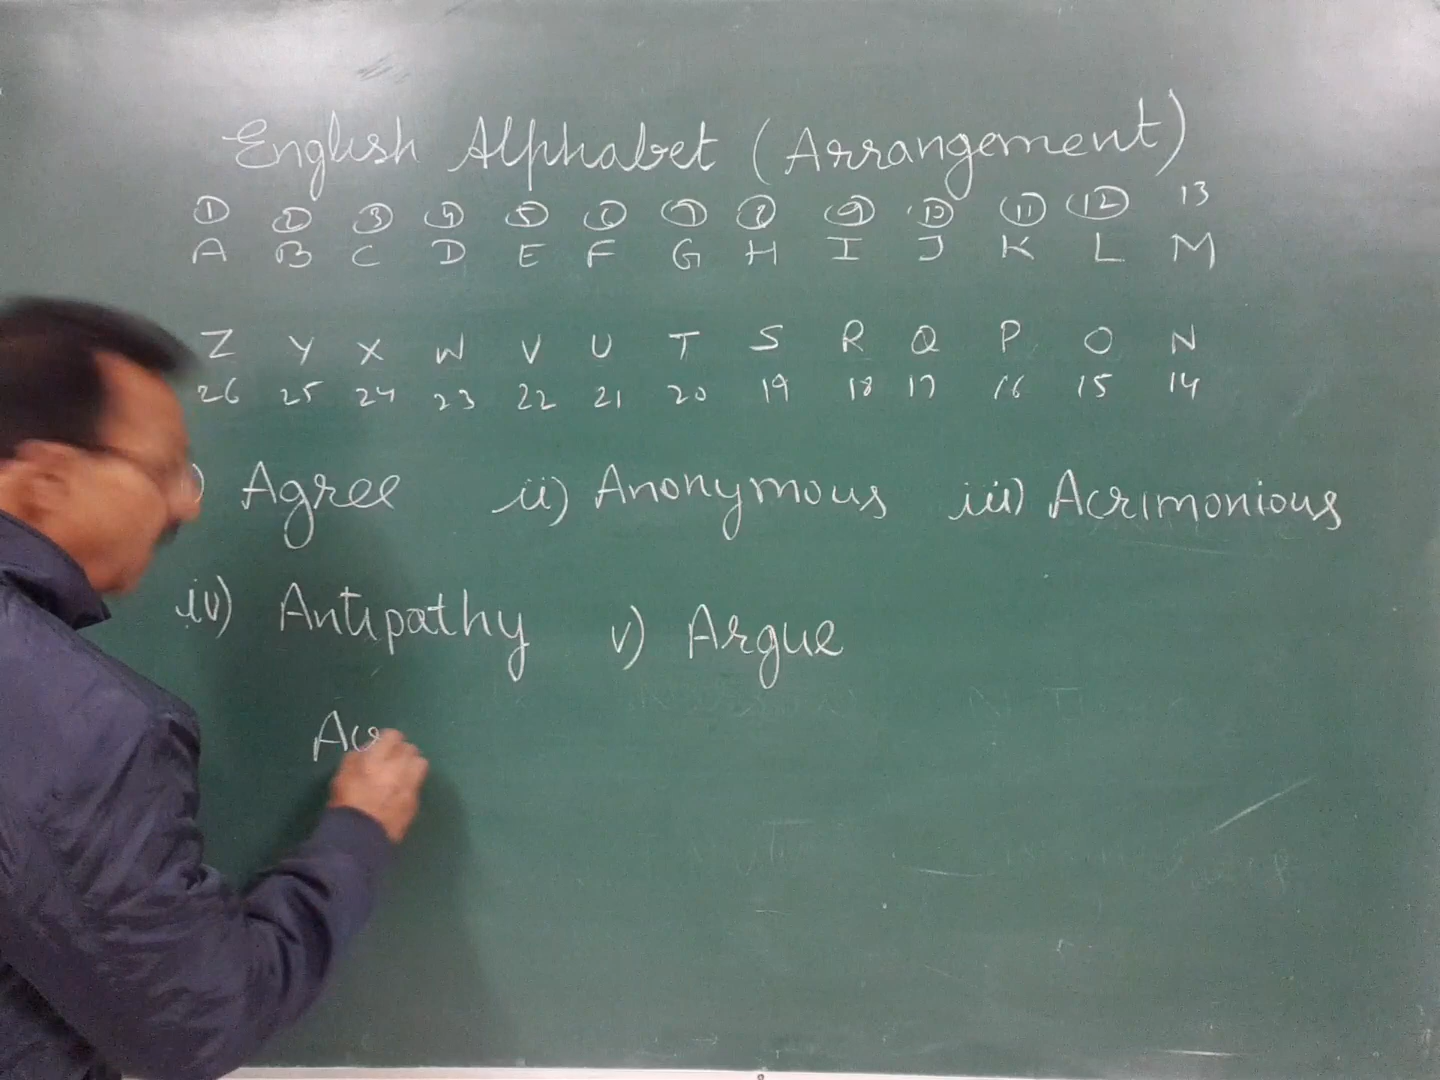 English Alphabet (Arrangement)
1 2 3 4 5 6 7 8 9 10 11 12 13
A B C D E F G H I J K L M
Z Y X W V U T S R Q P O N
26 25 24 23 22 21 20 19 18 17 16 15 14
) Agree ii) Anonymous iii) Acrimonious
iv) Antipathy v) Argue
Acr